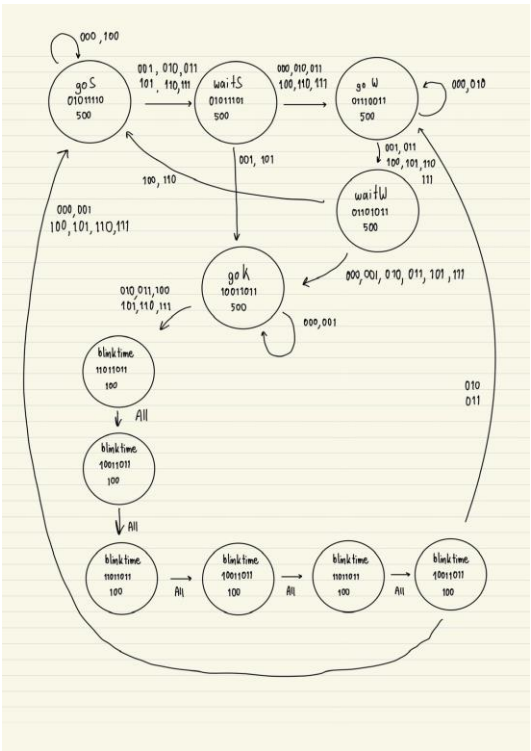 000, 100
goS
01011110
500
001, 010, 011
101, 110, 111
waitS
01011101
500
000, 010, 011
100, 110, 111
go W
01110011
500
000, 010
001, 011
100, 101, 110
111
waitW
01101011
500
100, 110
001, 101
000, 001
100, 101, 110, 111
000, 001, 010, 011, 101, 111
goK
10011011
500
000, 001
010, 011, 100
101, 110, 111
blinktime
11011011
100
All
blinktime
10011011
100
All
010
011
blinktime
11011011
100
All
blinktime
10011011
100
All
blinktime
11011011
100
All
blinktime
10011011
100